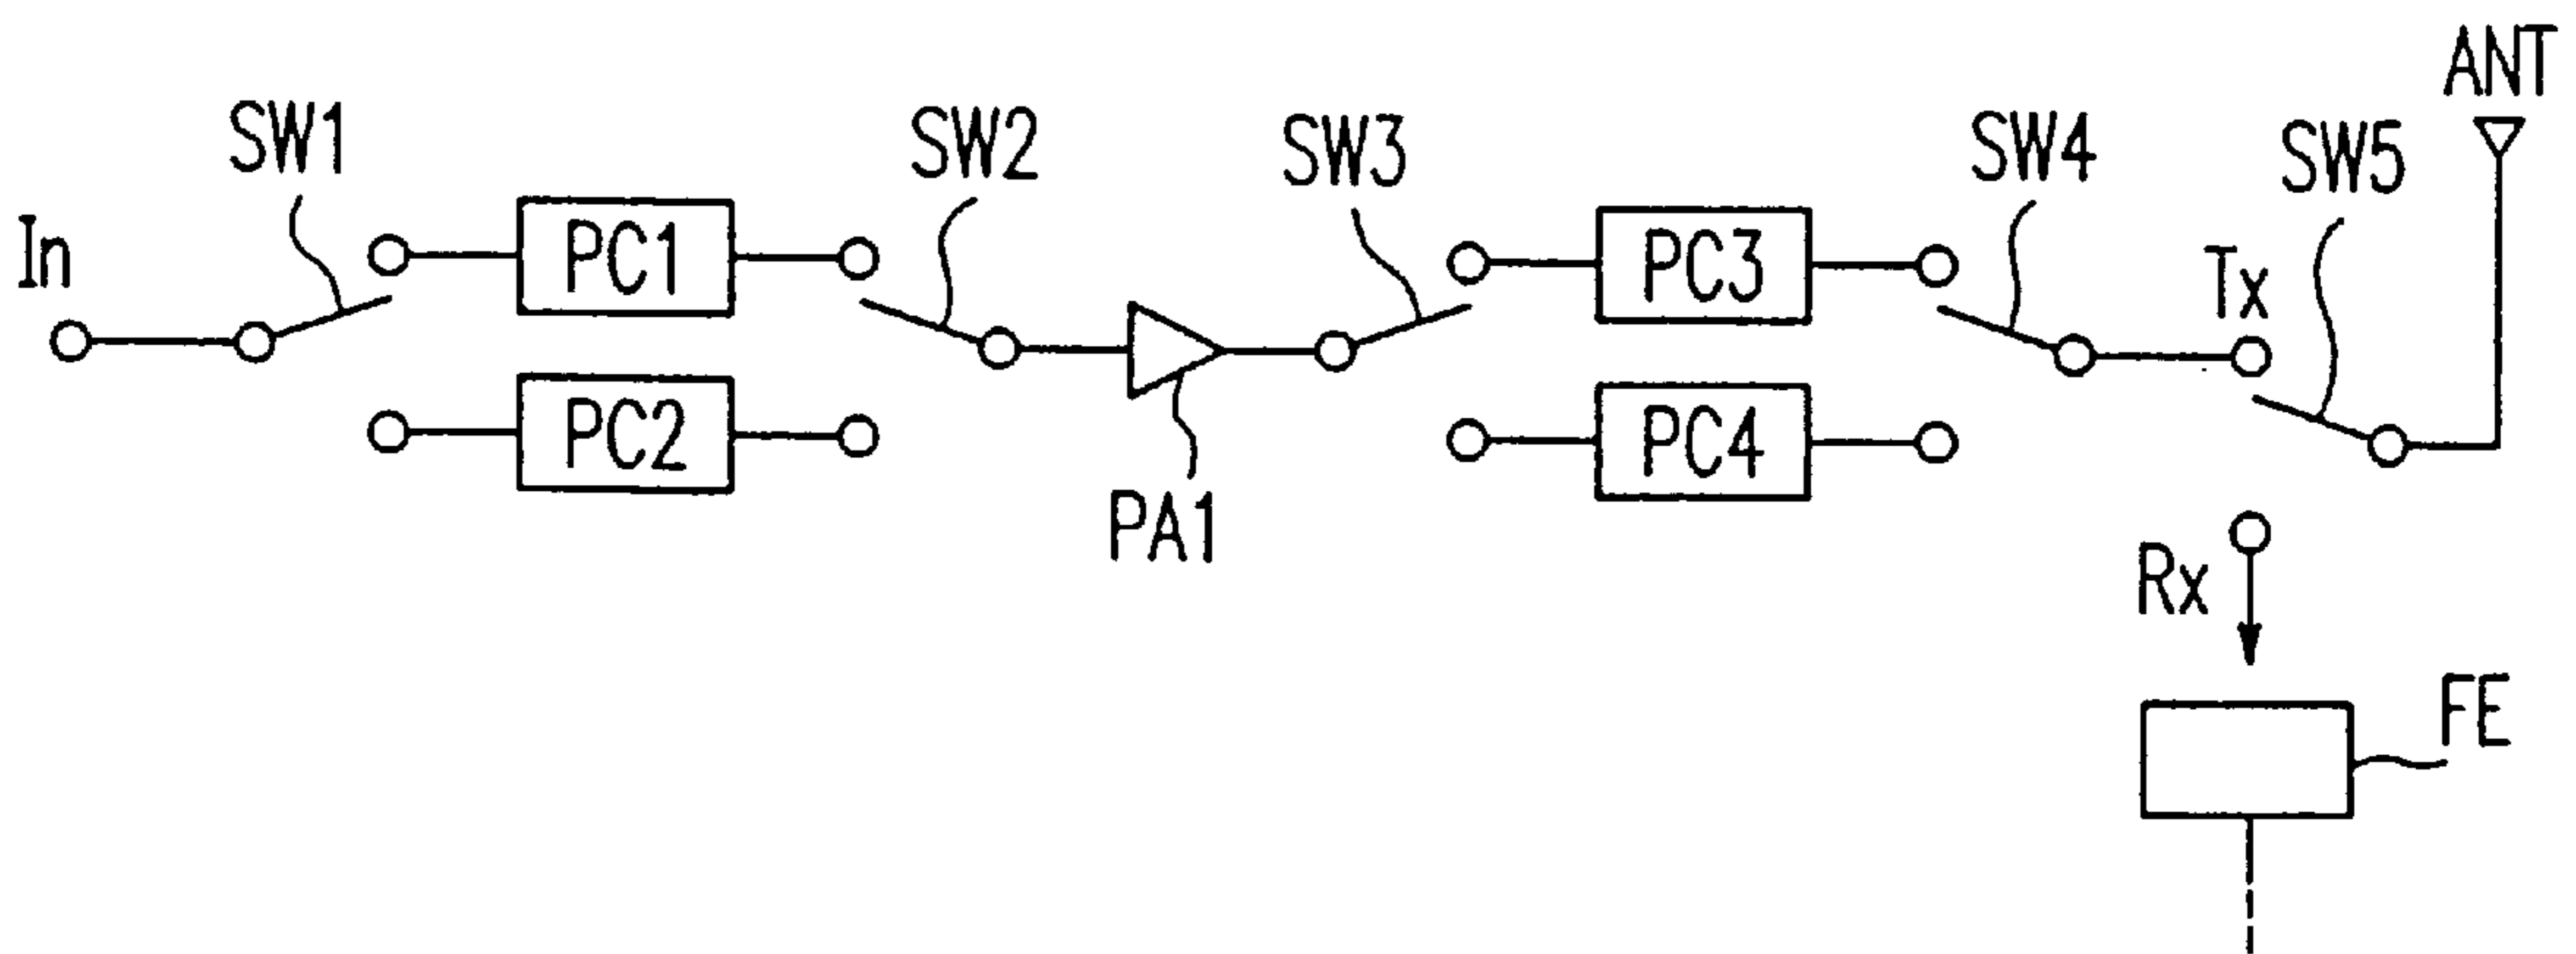 ANT
SW1
SW2
SW3
SW4
SW5
In
PC1
PC3
Tx
PC2
PC4
PA1
Rx
FE